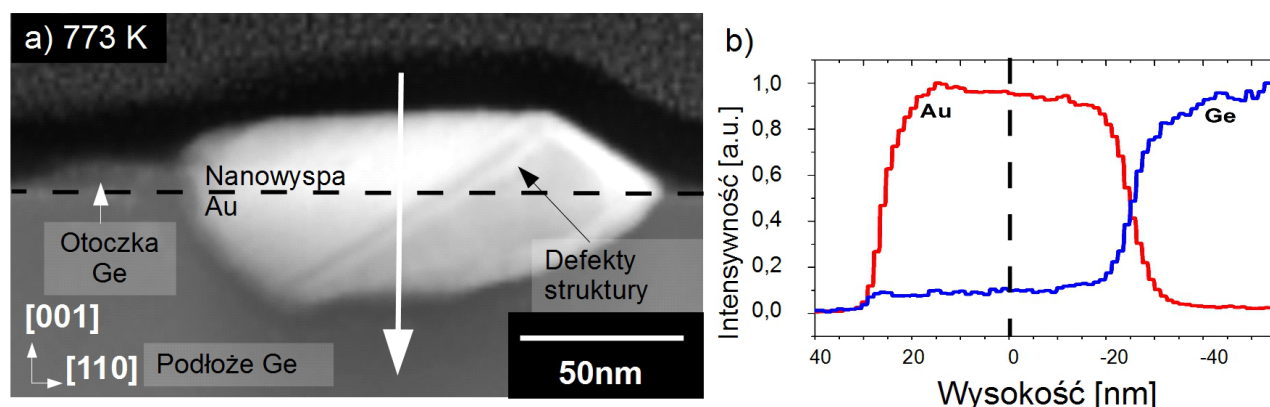 a) 773 K
Nanowyspa
Au
Otoczka
Ge
Defekty
struktury
[001]
[110]
Podłoże Ge
50nm
b)
Intensywność [a.u.]
1,0
0,8
0,6
0,4
0,2
0,0
Au
Ge
40 20 0 -20 -40
Wysokość [nm]